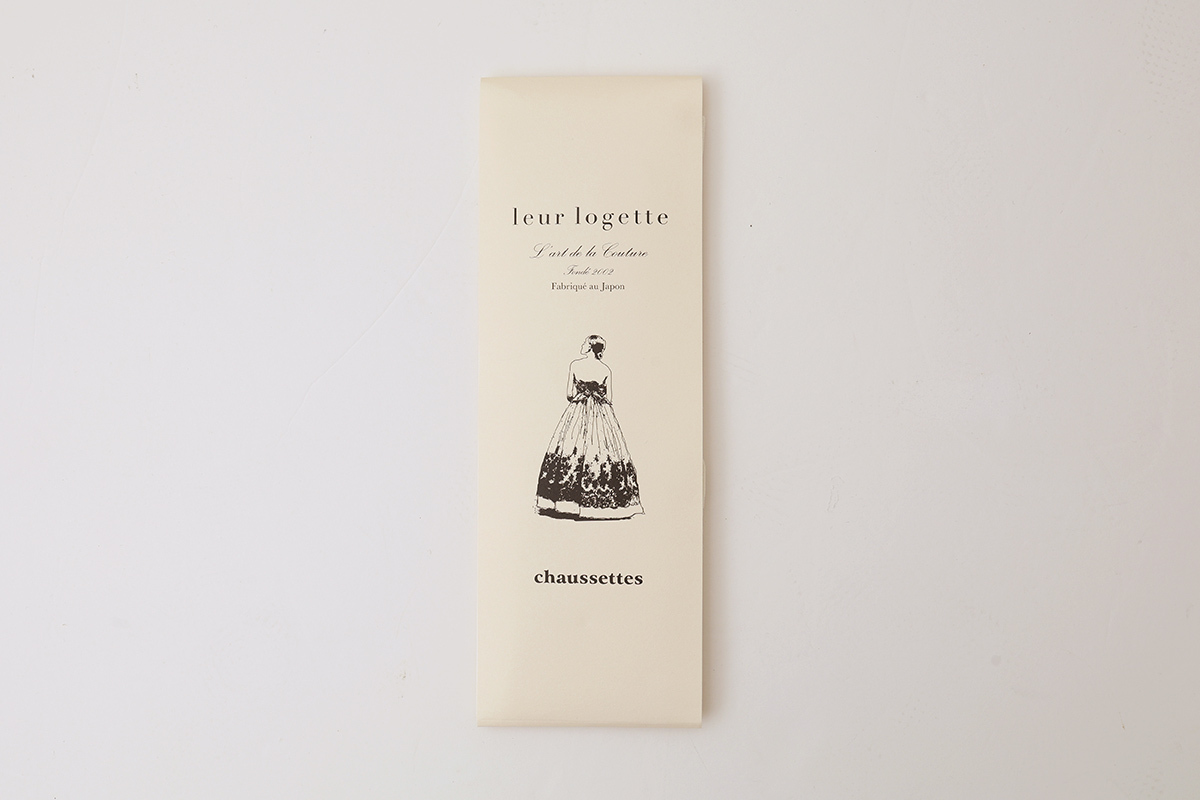 leur logette
L'art de la Couture
Fondé 2002
Fabriqué au Japon
chaussettes